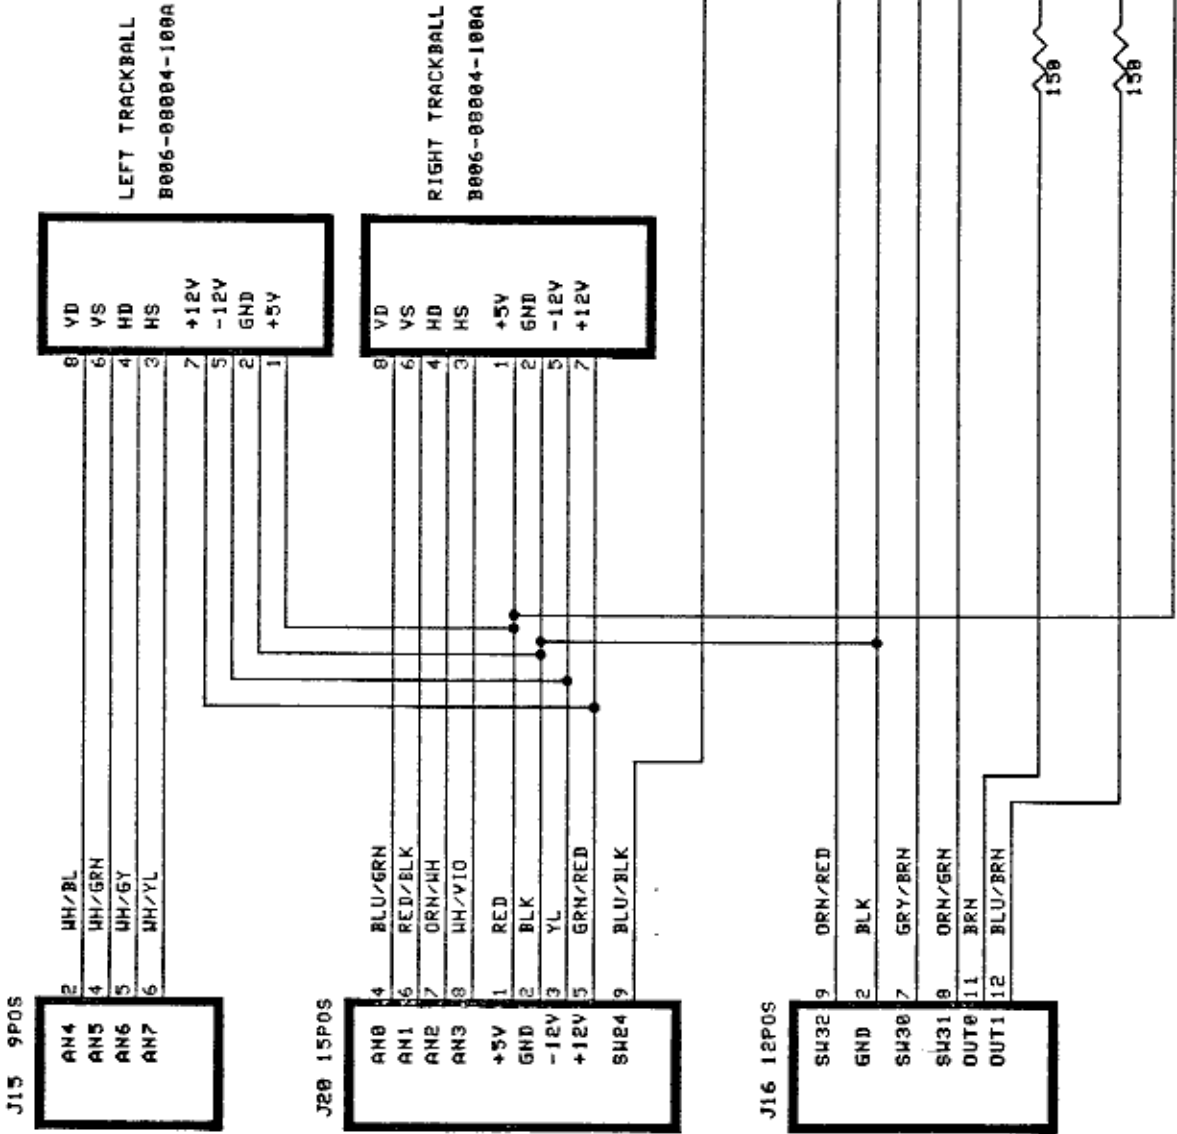 LEFT TRACKBALL
B006-08004-100A
RIGHT TRACKBALL
B006-08004-100A
150
150
8 VD
6 VS
4 HD
3 HS
7 +12V
5 -12V
2 GND
1 +5V
8 VD
6 VS
4 HD
3 HS
1 +5V
2 GND
5 -12V
7 +12V
J15 9POS
AN4 2 WH/BL
AN5 4 WH/GRN
AN6 5 WH/GY
AN7 6 WH/YL
J20 15POS
AN0 4 BLU/GRN
AN1 6 RED/BLK
AN2 7 ORN/WH
AN3 8 WH/VIO
+5V 1 RED
GND 2 BLK
-12V 3 YL
+12V 5 GRN/RED
SW24 9 BLU/BLK
J16 12POS
SW32 9 ORN/RED
GND 2 BLK
SW30 7 GRY/BRN
SW31 8 ORN/GRN
OUT0 11 BRN
OUT1 12 BLU/BRN